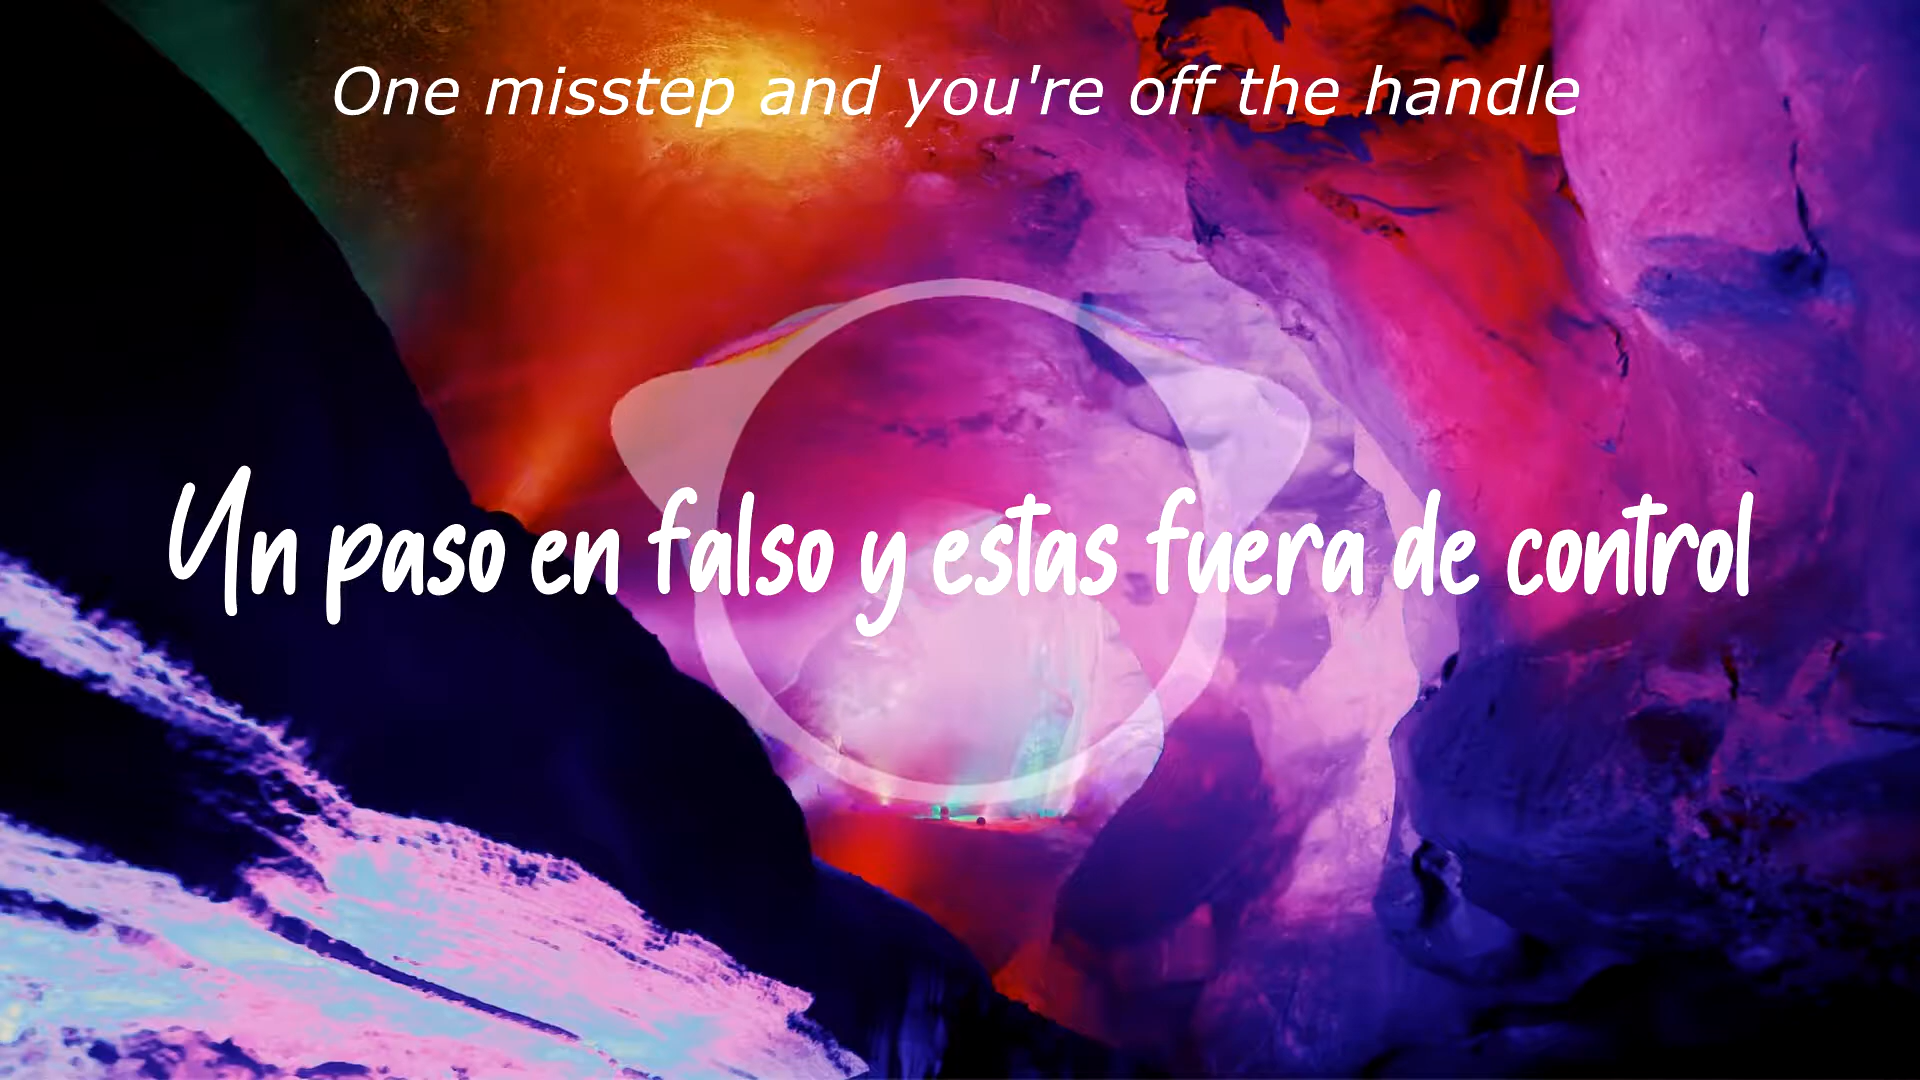 One misstep and you're off the handle
Un paso en falso y estas fuera de control